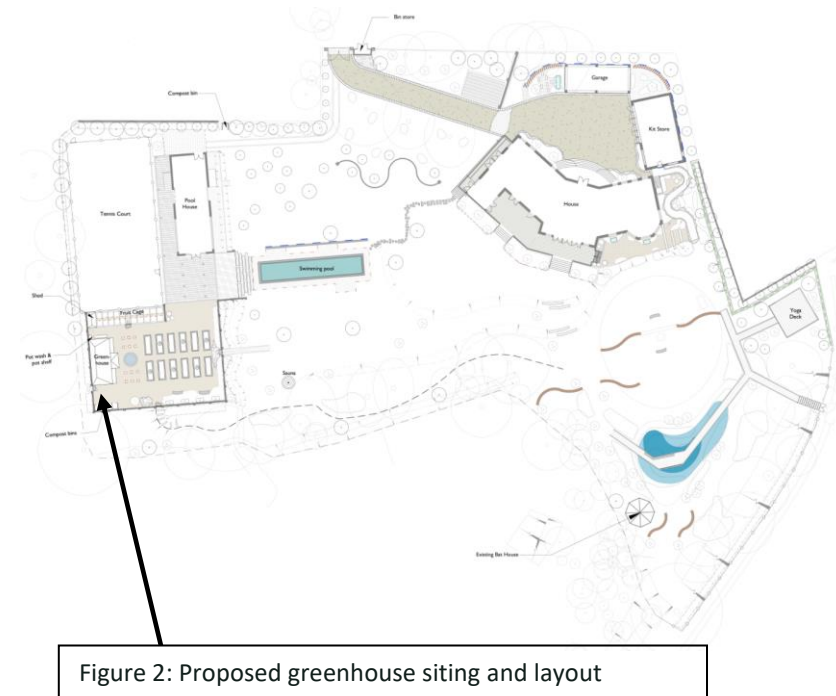 Bin store
Garage
Compost bin
Kit Store
Pool
House
House
Tennis Court
Swimming pool
Shed
Fruit Cage
Yoga
Deck
Pot wash &
pot shelf
Green
house
Stone
Compost bins
Existing Bat House
Figure 2: Proposed greenhouse siting and layout